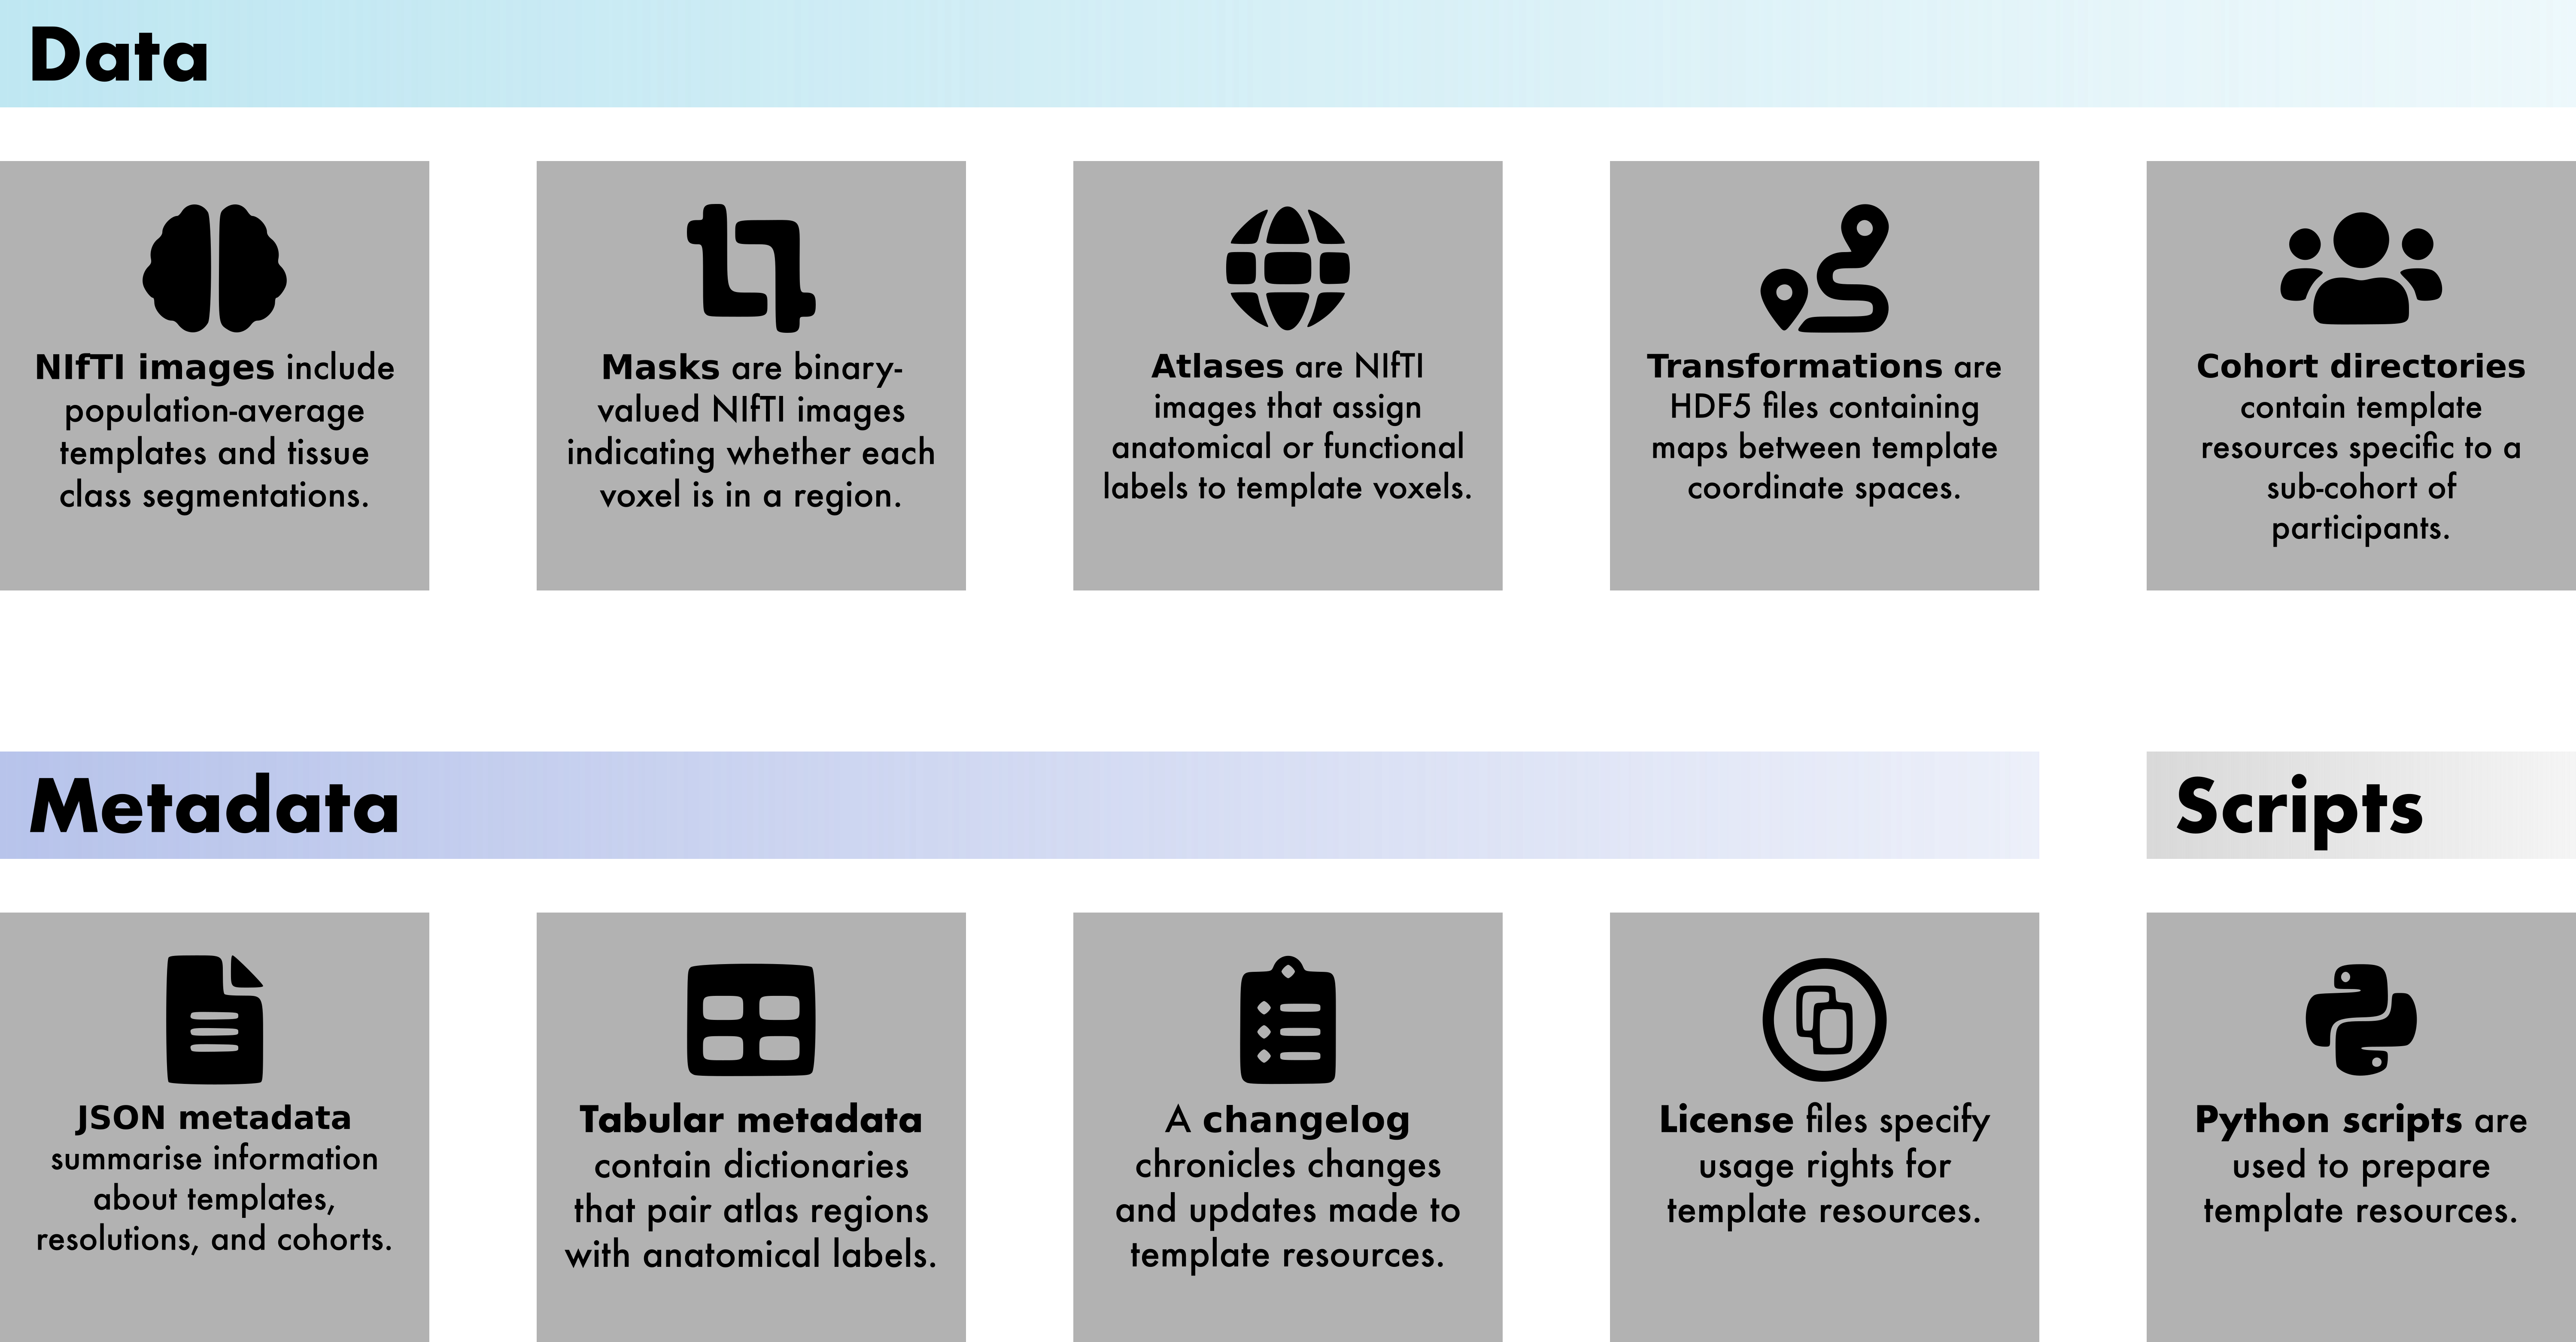 Data
NIfTI images include
population-average
templates and tissue
class segmentations.
Masks are binary-
valued NIfTI images
indicating whether each
voxel is in a region.
Atlases are NIfTI
images that assign
anatomical or functional
labels to template voxels.
Transformations are
HDF5 files containing
maps between template
coordinate spaces.
Cohort directories
contain template
resources specific to a
sub-cohort of
participants.
Metadata
JSON metadata
summarise information
about templates,
resolutions, and cohorts.
Tabular metadata
contain dictionaries
that pair atlas regions
with anatomical labels.
A changelog
chronicles changes
and updates made to
template resources.
License files specify
usage rights for
template resources.
Scripts
Python scripts are
used to prepare
template resources.